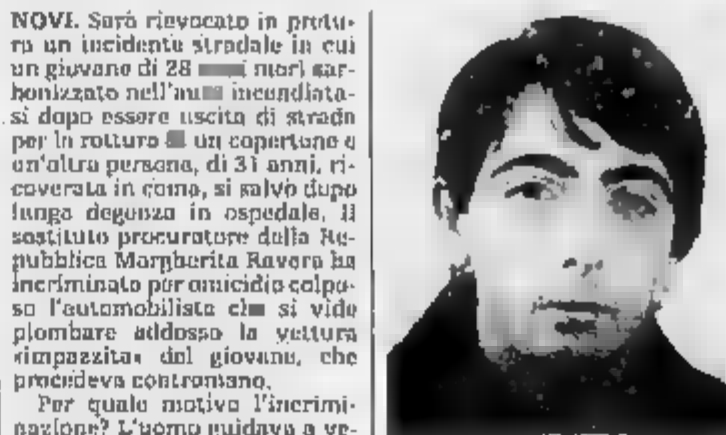 NOVI. Sarà rievocato in pretu-
ra un incidente stradale in cui
un giovane di 28 morì car-
bonizzato nell'auto incendiata-
si dopo essere uscita di strada
per la rottura un copertone e
un'altra persona, di 31 anni, ri-
coverata in coma, si salvò dopo
lunga degenza in ospedale. Il
sostituto procuratore della Re-
pubblica Margherita Ravera ha
incriminato per omicidio colpo-
so l'automobilista che si vide
piombare addosso la vettura
«impazzita» del giovane, che
procedeva contromano.
Per quale motivo l'incrimi-
nazione? L'uomo guidava a ve-